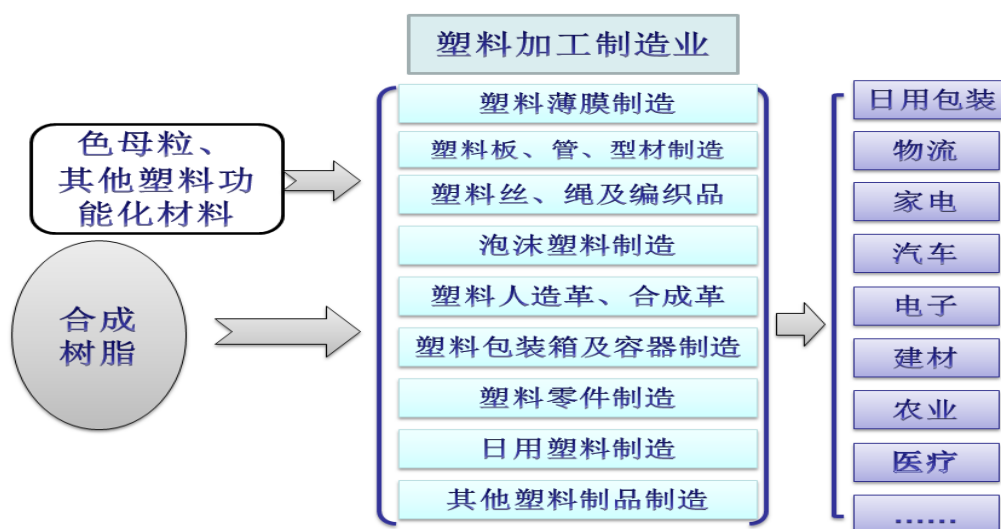 塑料加工制造业
色母粒、
其他塑料功
能化材料
合成
树脂
塑料薄膜制造
塑料板、管、型材制造
塑料丝、绳及编织品
泡沫塑料制造
塑料人造革、合成革
塑料包装箱及容器制造
塑料零件制造
日用塑料制造
其他塑料制品制造
日用包装
物流
家电
汽车
电子
建材
农业
医疗
……